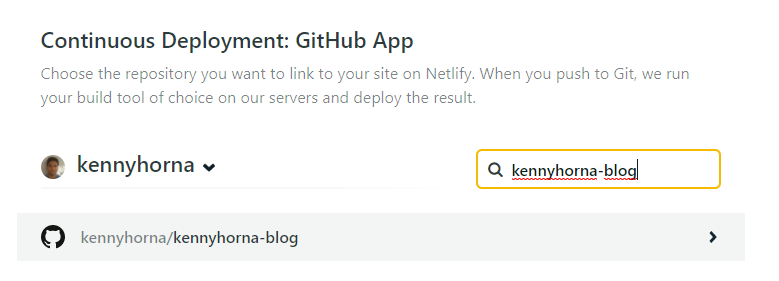 Continuous Deployment: GitHub App
Choose the repository you want to link to your site on Netlify. When you push to Git, we run
your build tool of choice on our servers and deploy the result.
kennyhorna
kennyhorna-blog
kennyhorna/kennyhorna-blog